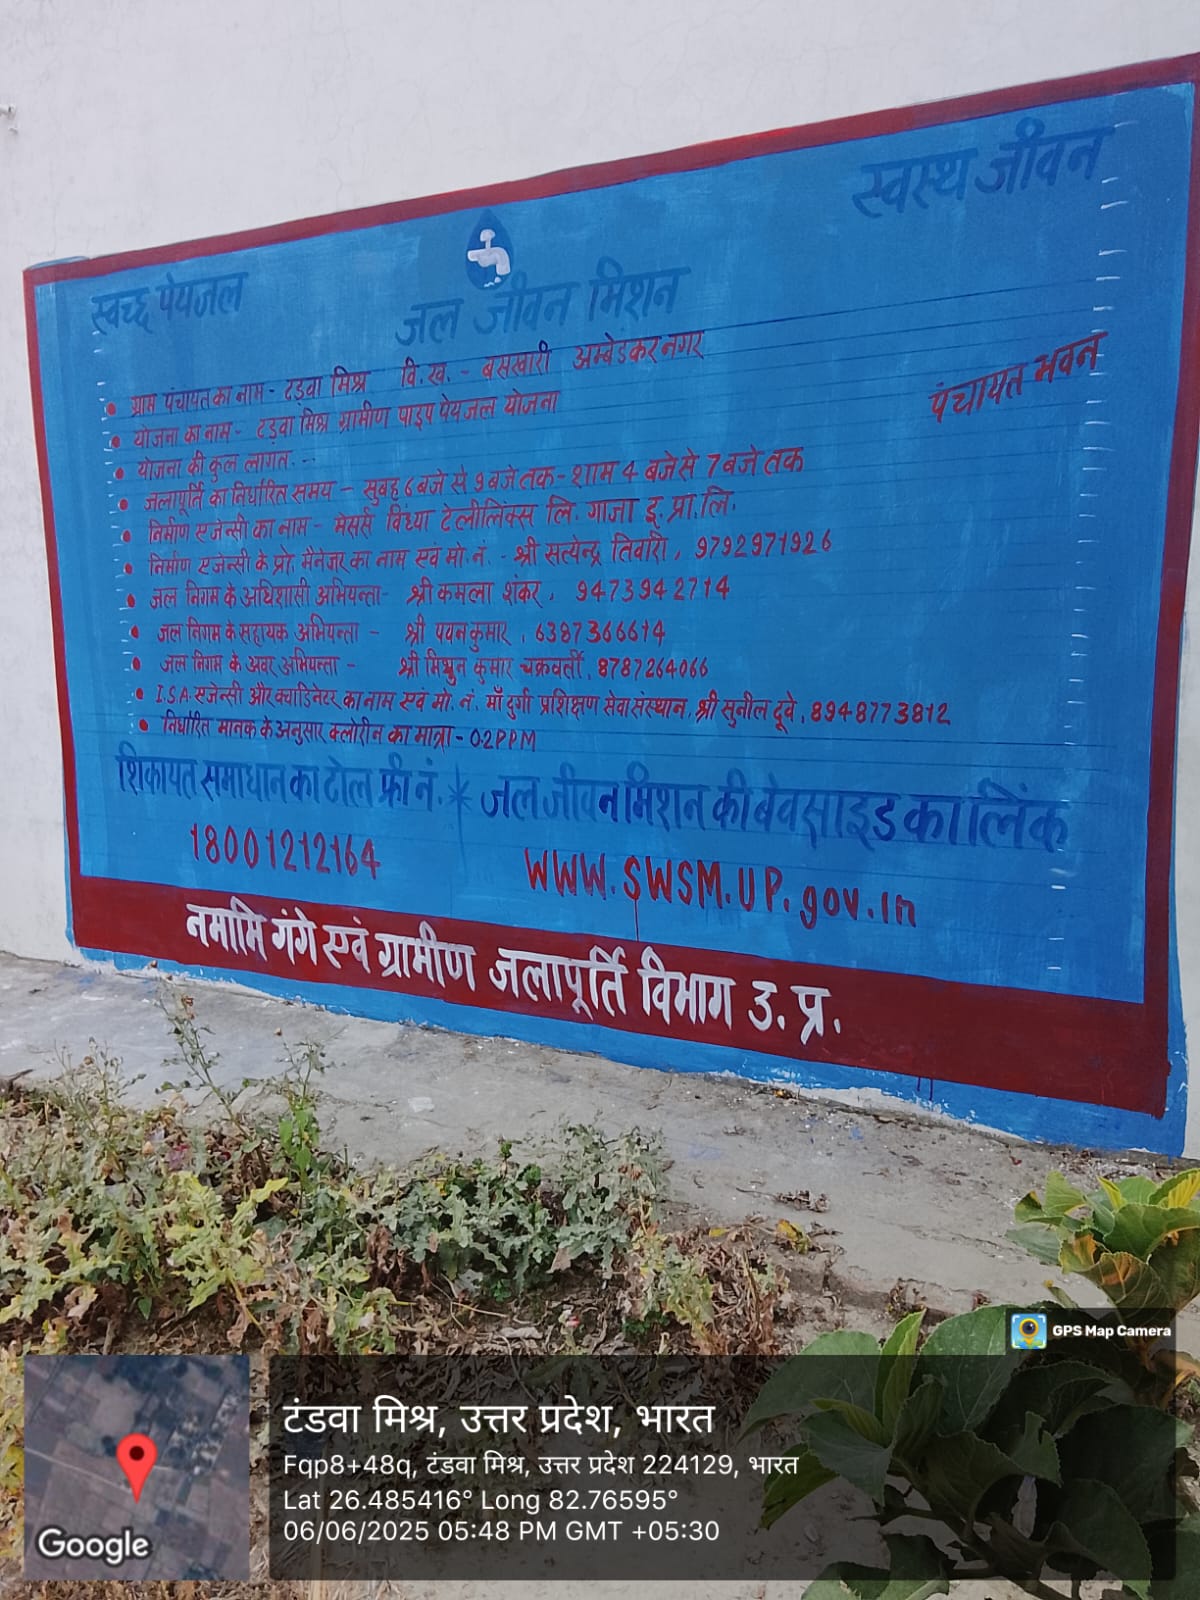 स्वच्छ पेयजल
स्वस्थ जीवन
जल जीवन मिशन
ग्राम पंचायत का नाम - टड़वा मिश्र वि.ख. - बसखारी अम्बेडकर नगर
पंचायत भवन
योजना का नाम - टड़वा मिश्र ग्रामीण पाइप पेयजल योजना
योजना की कुल लागत. --
जलापूर्ति का निर्धारित समय - सुबह 6 बजे से 9 बजे तक - शाम 4 बजे से 7 बजे तक
निर्माण एजेन्सी का नाम - मेसर्स विंध्या टेलीलिंक्स लि. गाजा इ. प्रा. लि.
निर्माण एजेन्सी के प्रो. मैनेजर का नाम एवं मो. नं. - श्री सत्येन्द्र तिवारी, 9792971926
जल निगम के अधिशासी अभियन्ता - श्री कमला शंकर, 9473942714
जल निगम के सहायक अभियन्ता - श्री पवन कुमार, 6387366614
जल निगम के अवर अभियन्ता - श्री मिथुन कुमार चक्रवर्ती, 8787264066
I.S.A. एजेन्सी और क्वाडिनेटर का नाम एवं मो. नं. माँ दुर्गा प्रशिक्षण सेवा संस्थान, श्री सुनील दूवे, 8948773812
निर्धारित मानक के अनुसार क्लोरीन का मात्रा - 0.2 PPM
शिकायत समाधान का टोल फ्री नं. * जल जीवन मिशन की बेवसाइड का लिंक
18001212164
WWW.SWSM.UP.gov.in
नमामि गंगे एवं ग्रामीण जलापूर्ति विभाग उ. प्र.
GPS Map Camera
टंडवा मिश्र, उत्तर प्रदेश, भारत
Fqp8+48q, टंडवा मिश्र, उत्तर प्रदेश 224129, भारत
Lat 26.485416° Long 82.76595°
06/06/2025 05:48 PM GMT +05:30
Google